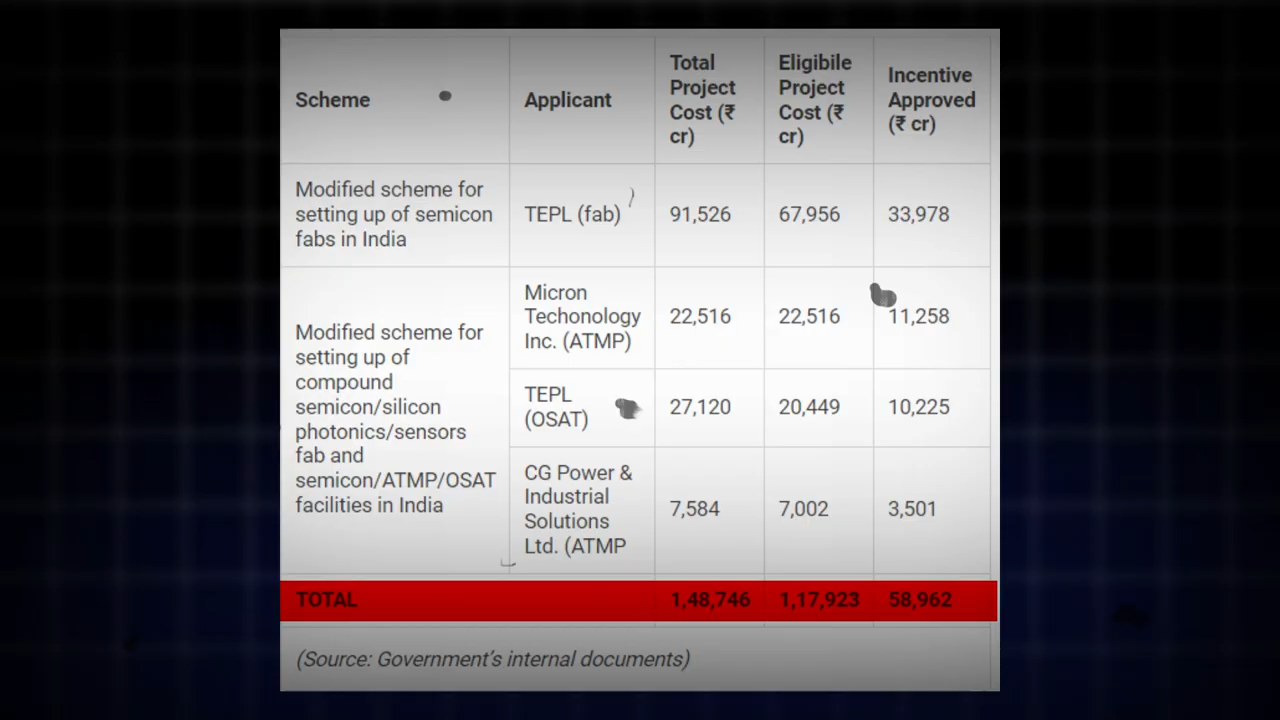 Scheme
Applicant
Total
Project
Cost (₹
cr)
Eligibile
Project
Cost (₹
cr)
Incentive
Approved
(₹ cr)
Modified scheme for
setting up of semicon
fabs in India
TEPL (fab)
91,526
67,956
33,978
Modified scheme for
setting up of
compound
semicon/silicon
photonics/sensors
fab and
semicon/ATMP/OSAT
facilities in India
Micron
Techonology
Inc. (ATMP)
22,516
22,516
11,258
TEPL
(OSAT)
27,120
20,449
10,225
CG Power &
Industrial
Solutions
Ltd. (ATMP
7,584
7,002
3,501
TOTAL
1,48,746
1,17,923
58,962
(Source: Government’s internal documents)